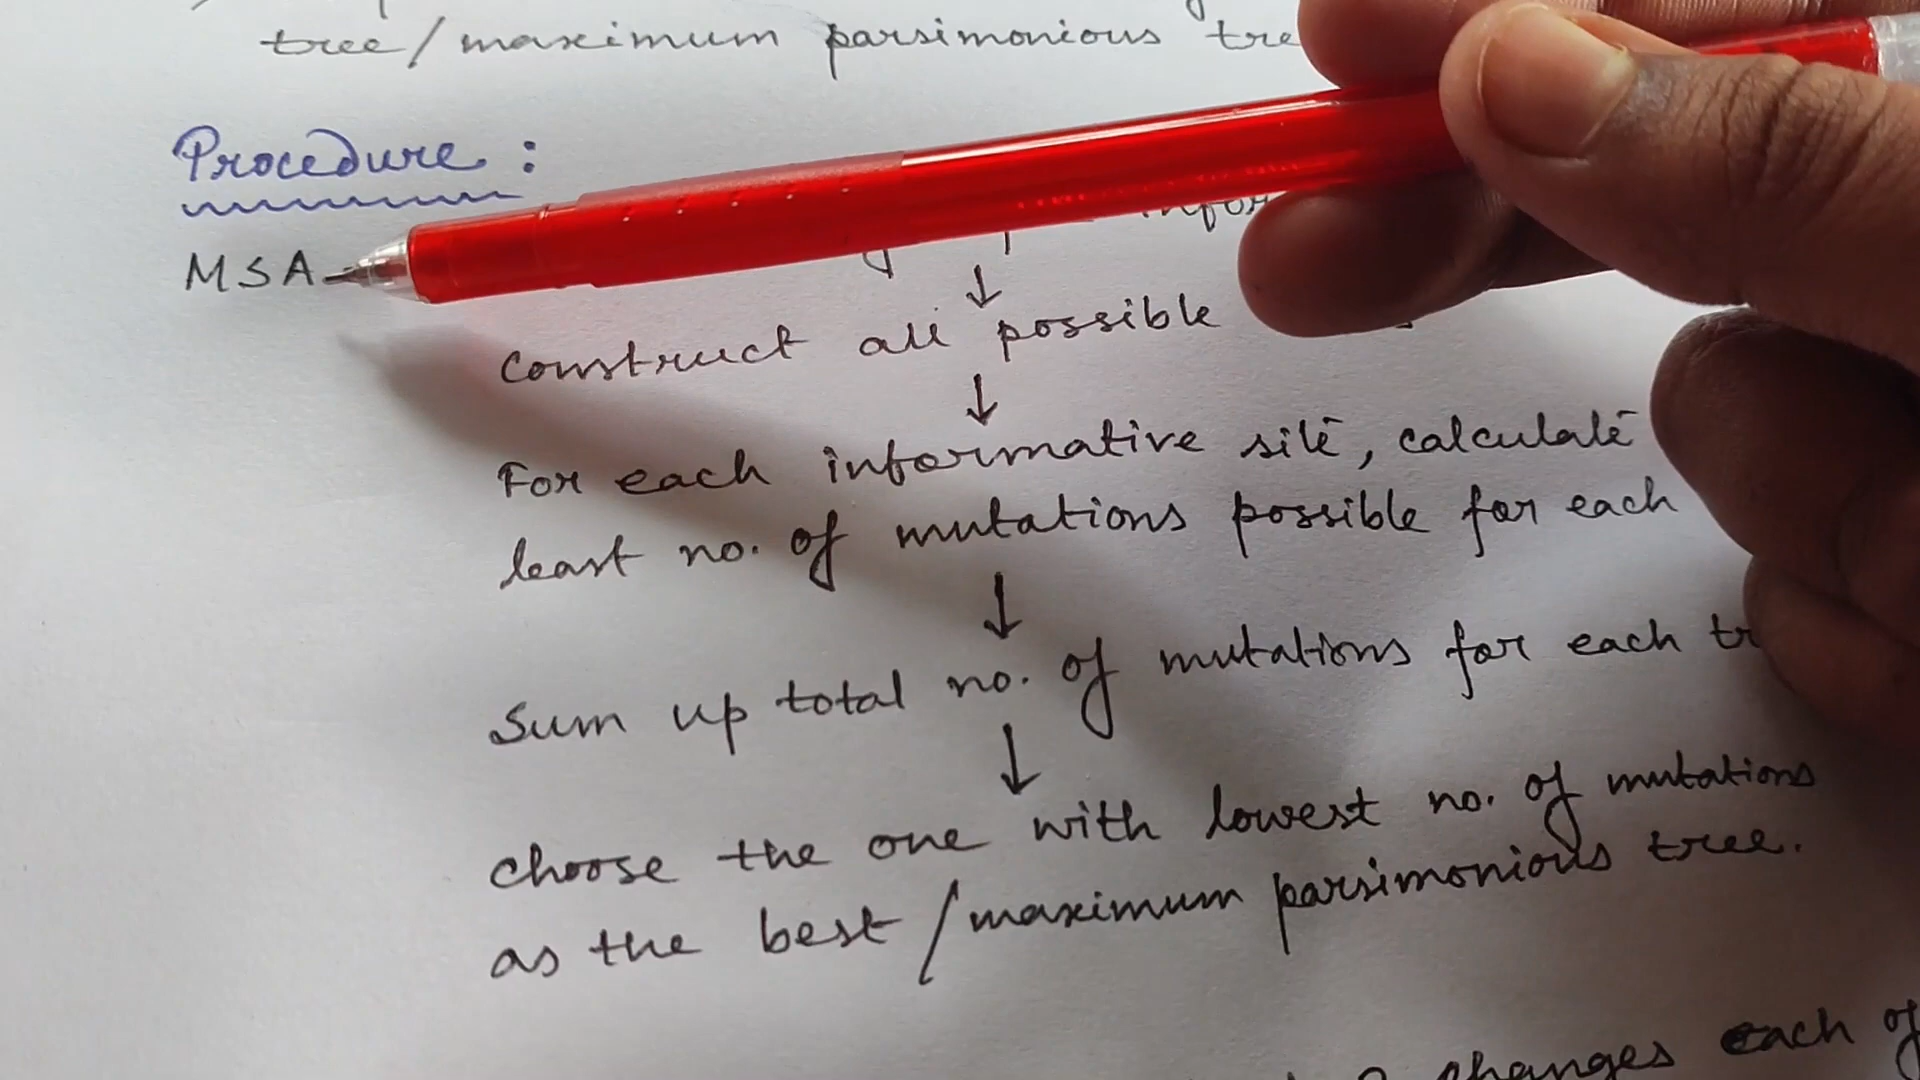 tree/maximum parsimonious tre
Procedure :
MSA
infor
↓
construct all possible
↓
For each informative site, calculate
least no. of mutations possible for each
↓
Sum up total no. of mutations for each tr
↓
choose the one with lowest no. of mutations
as the best /maximum parsimonious tree.
changes each of